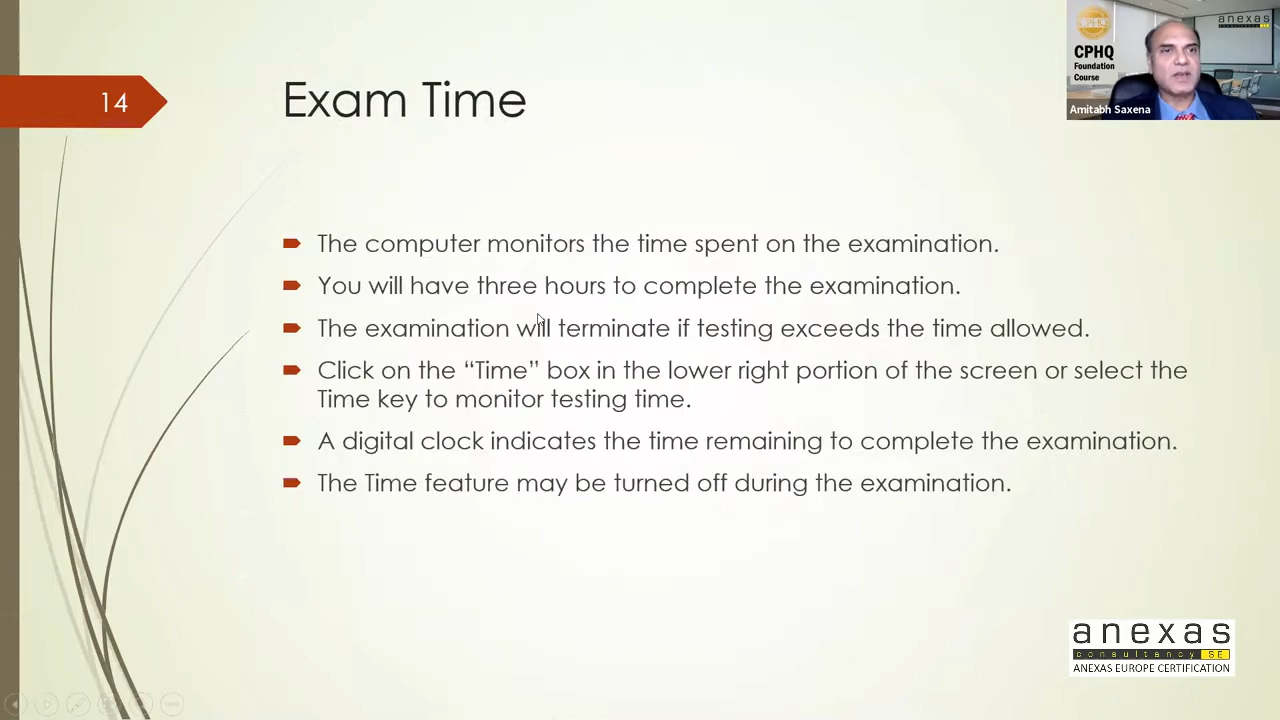 14
Exam Time
The computer monitors the time spent on the examination.
You will have three hours to complete the examination.
The examination will terminate if testing exceeds the time allowed.
Click on the “Time” box in the lower right portion of the screen or select the
Time key to monitor testing time.
A digital clock indicates the time remaining to complete the examination.
The Time feature may be turned off during the examination.
CPHQ
CPHQ
Foundation
Course
anexas
Amitabh Saxena
anexas
consultancy SE
ANEXAS EUROPE CERTIFICATION